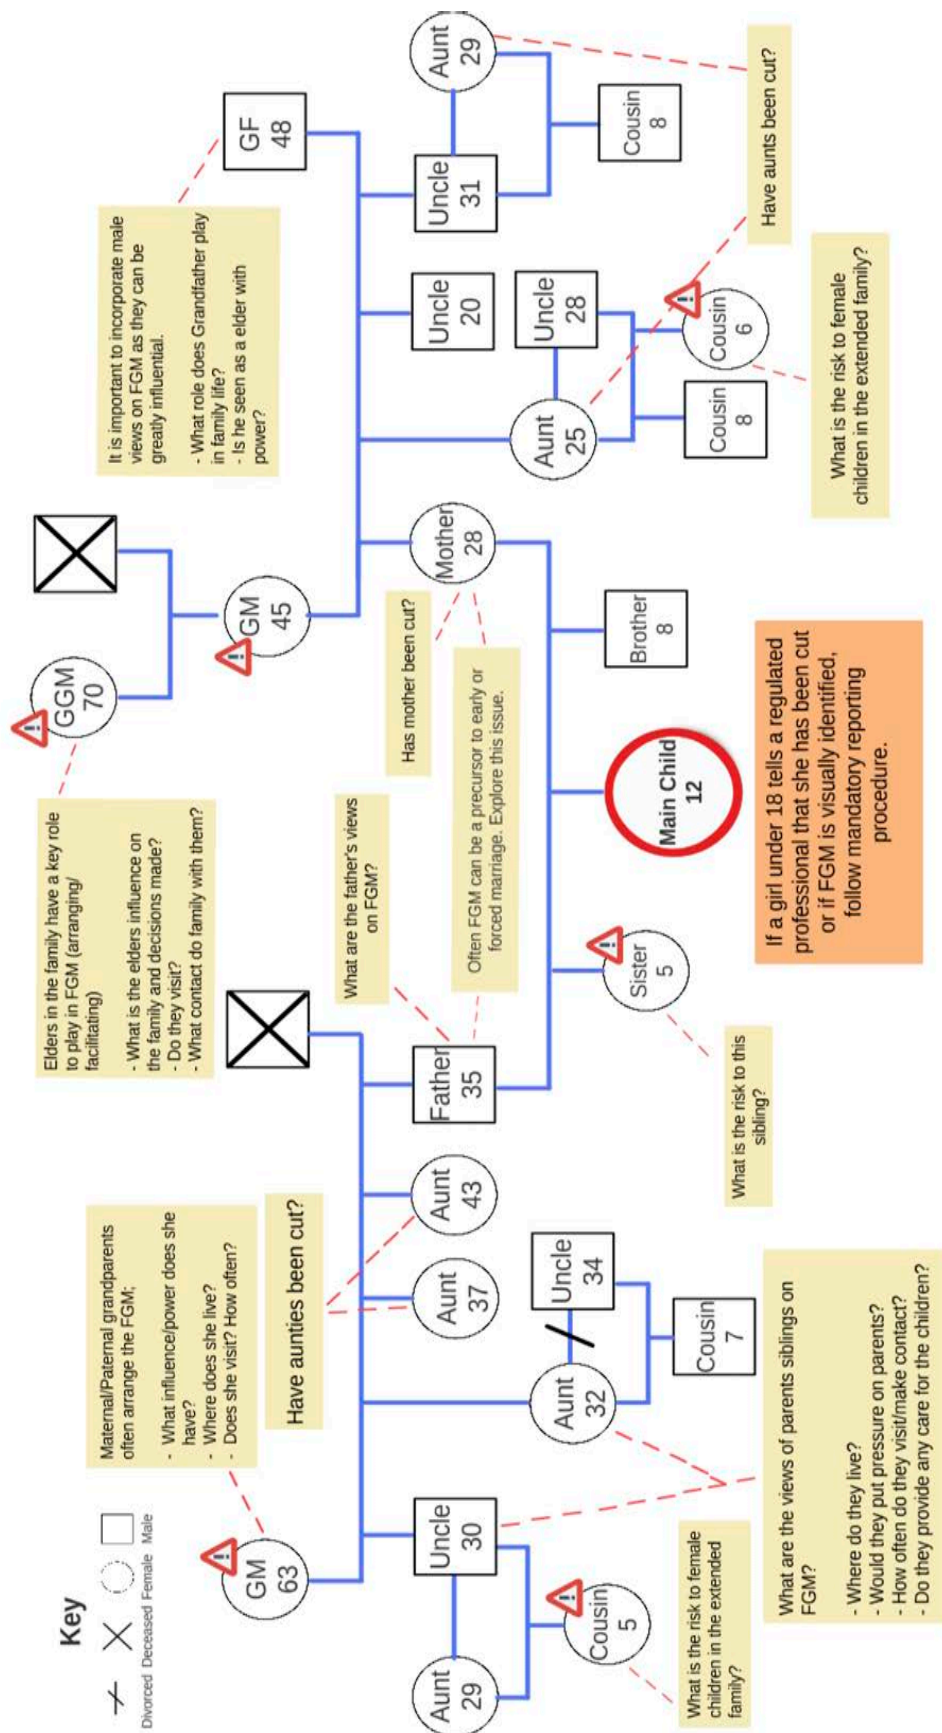 Key
Divorced Deceased Female Male
Maternal/Paternal grandparents
often arrange the FGM;
- What influence/power does she
have?
- Where does she live?
- Does she visit? How often?
Have aunties been cut?
Elders in the family have a key role
to play in FGM (arranging/
facilitating)
- What is the elders influence on
the family and decisions made?
- Do they visit?
- What contact do family with them?
GGM
70
It is important to incorporate male
views on FGM as they can be
greatly influential.
- What role does Grandfather play
in family life?
- Is he seen as a elder with
power?
GM
63
GM
45
GF
48
What are the father's views
on FGM?
Has mother been cut?
Often FGM can be a precursor to early or
forced marriage. Explore this issue.
Aunt
29
Uncle
30
Aunt
37
Aunt
43
Father
35
Mother
28
Uncle
20
Uncle
31
Aunt
29
Aunt
32
Uncle
34
Aunt
25
Uncle
28
Cousin
5
Cousin
7
Sister
5
Main Child
12
Brother
8
Cousin
8
Cousin
6
Cousin
8
What is the risk to female
children in the extended
family?
What are the views of parents siblings on
FGM?
- Where do they live?
- Would they put pressure on parents?
- How often do they visit/make contact?
- Do they provide any care for the children?
What is the risk to this
sibling?
If a girl under 18 tells a regulated
professional that she has been cut
or if FGM is visually identified,
follow mandatory reporting
procedure.
Have aunts been cut?
What is the risk to female
children in the extended family?